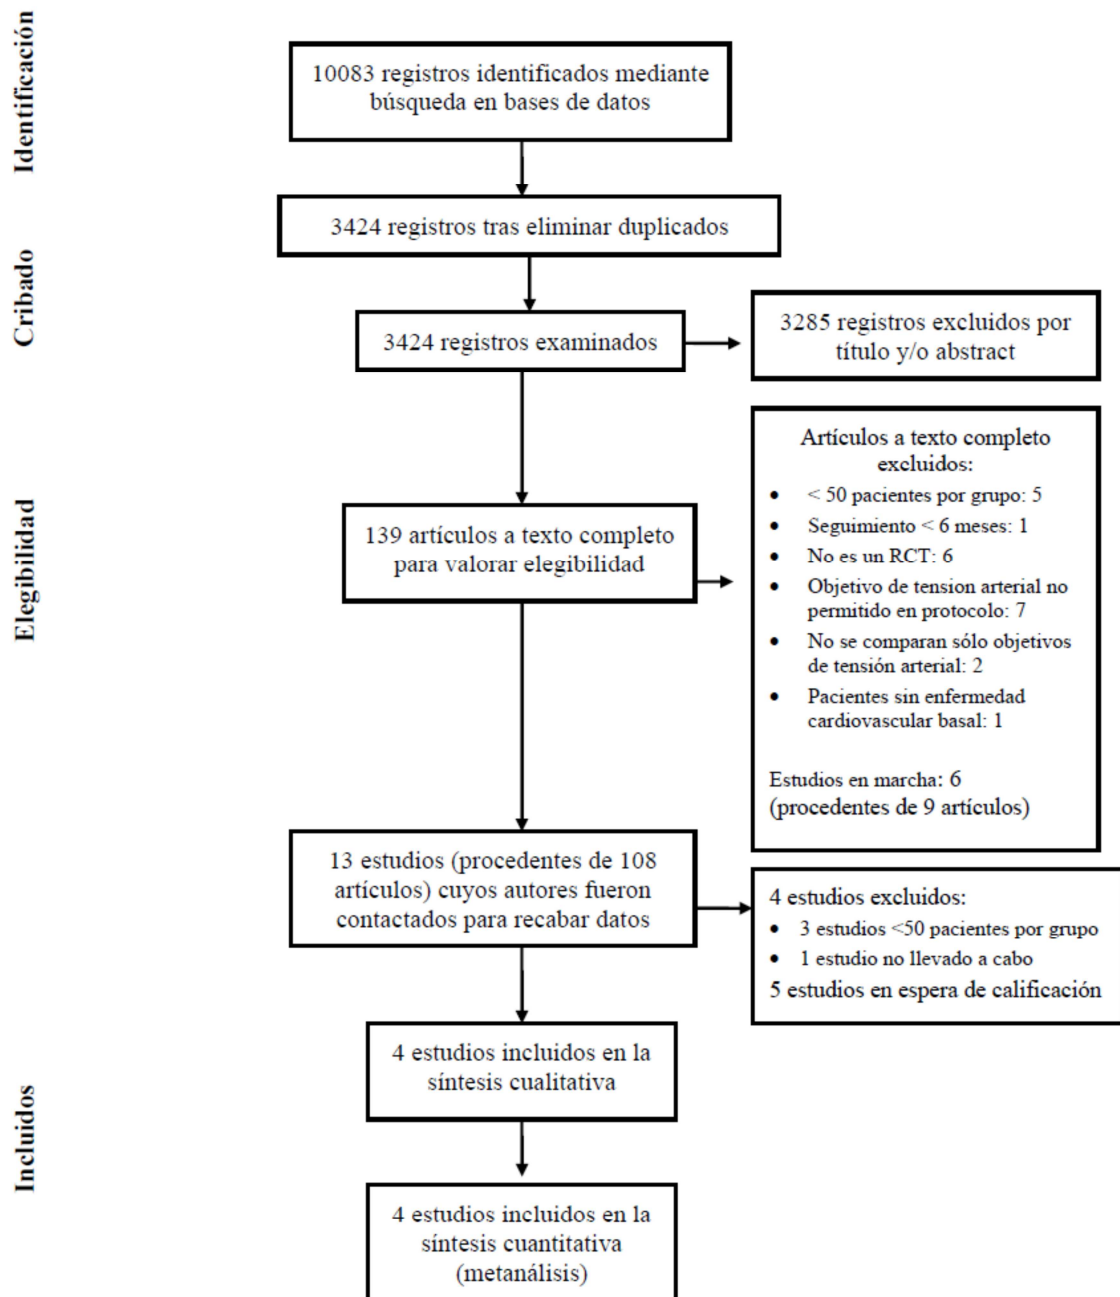 Identificación
10083 registros identificados mediante
búsqueda en bases de datos
3424 registros tras eliminar duplicados
Cribado
3424 registros examinados
3285 registros excluidos por
título y/o abstract
Elegibilidad
139 artículos a texto completo
para valorar elegibilidad
Artículos a texto completo
excluidos:
• < 50 pacientes por grupo: 5
• Seguimiento < 6 meses: 1
• No es un RCT: 6
• Objetivo de tension arterial no
permitido en protocolo: 7
• No se comparan sólo objetivos
de tensión arterial: 2
• Pacientes sin enfermedad
cardiovascular basal: 1
Estudios en marcha: 6
(procedentes de 9 artículos)
13 estudios (procedentes de 108
artículos) cuyos autores fueron
contactados para recabar datos
4 estudios excluidos:
• 3 estudios <50 pacientes por grupo
• 1 estudio no llevado a cabo
5 estudios en espera de calificación
Incluidos
4 estudios incluidos en la
síntesis cualitativa
4 estudios incluidos en la
síntesis cuantitativa
(metanálisis)